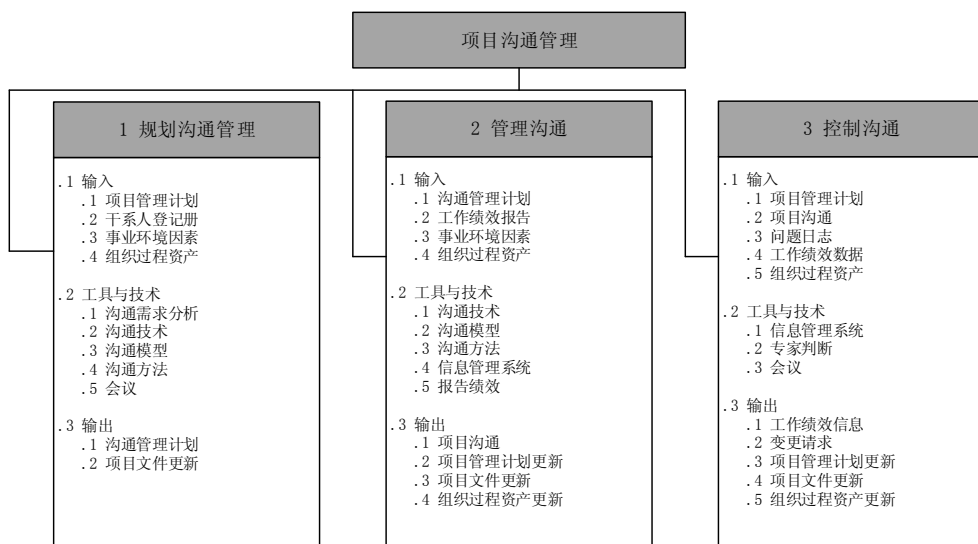 项目沟通管理
1 规划沟通管理
.1 输入
.1 项目管理计划
.2 干系人登记册
.3 事业环境因素
.4 组织过程资产
.2 工具与技术
.1 沟通需求分析
.2 沟通技术
.3 沟通模型
.4 沟通方法
.5 会议
.3 输出
.1 沟通管理计划
.2 项目文件更新
2 管理沟通
.1 输入
.1 沟通管理计划
.2 工作绩效报告
.3 事业环境因素
.4 组织过程资产
.2 工具与技术
.1 沟通技术
.2 沟通模型
.3 沟通方法
.4 信息管理系统
.5 报告绩效
.3 输出
.1 项目沟通
.2 项目管理计划更新
.3 项目文件更新
.4 组织过程资产更新
3 控制沟通
.1 输入
.1 项目管理计划
.2 项目沟通
.3 问题日志
.4 工作绩效数据
.5 组织过程资产
.2 工具与技术
.1 信息管理系统
.2 专家判断
.3 会议
.3 输出
.1 工作绩效信息
.2 变更请求
.3 项目管理计划更新
.4 项目文件更新
.5 组织过程资产更新